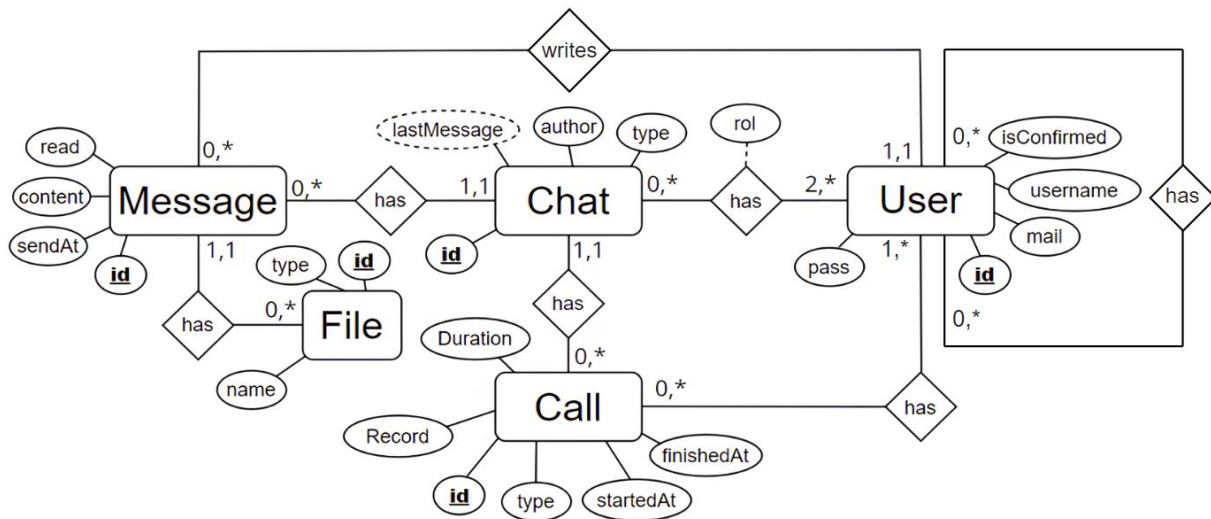 writes
read
0,*
lastMessage
author
type
rol
0,*
isConfirmed
content
Message
0,*
has
1,1
Chat
0,*
has
2,*
1,1
User
username
has
sendAt
id
1,1
id
1,1
pass
1,*
mail
id
type
id
has
0,*
File
has
0,*
name
Duration
0,*
Call
0,*
has
Record
finishedAt
id
type
startedAt